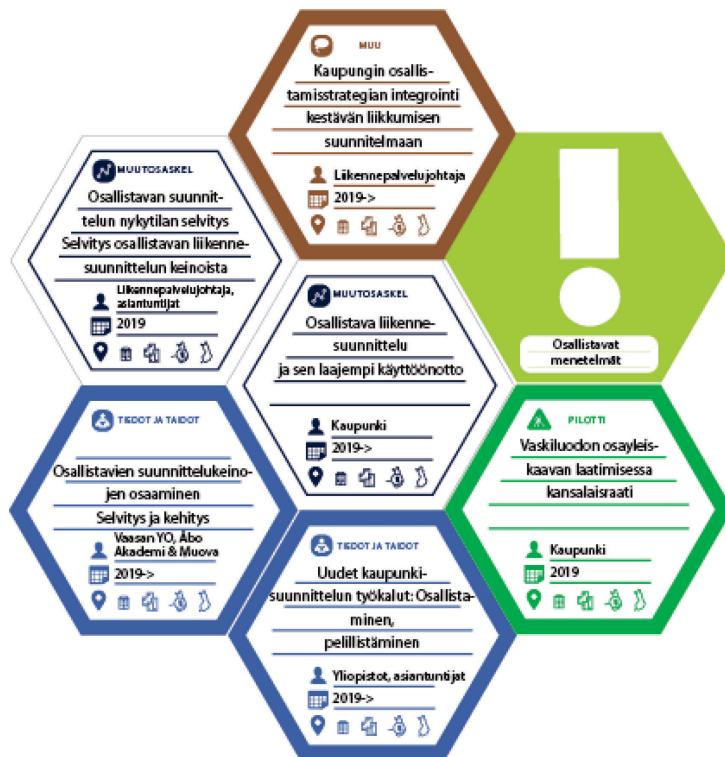 MUU
Kaupungin osallis-
tamisstrategian integrointi
kestävän liikkumisen
suunnitelmaan
Liikennepalvelujohtaja
2019->
MUUTOSASKEL
Osallistavan suunnit-
telun nykytilan selvitys
Selvitys osallistavan liikenne-
suunnittelun keinoista
Liikennepalvelujohtaja,
asiantuntijat
2019
Osallistavat
menetelmät
MUUTOSASKEL
Osallistava liikenne-
suunnittelu
ja sen laajempi käyttöönotto
Kaupunki
2019->
TIEDOT JA TAIDOT
Osallistavien suunnittelukeino-
jen osaaminen
Selvitys ja kehitys
Vaasan YO, Åbo
Akademi & Muova
2019->
PILOTTI
Vaskiluodon osayleis-
kaavan laatimisessa
kansalaisraati
Kaupunki
2019
TIEDOT JA TAIDOT
Uudet kaupunki-
suunnittelun työkalut: Osallista-
minen,
pelillistäminen
Yliopistot, asiantuntijat
2019->